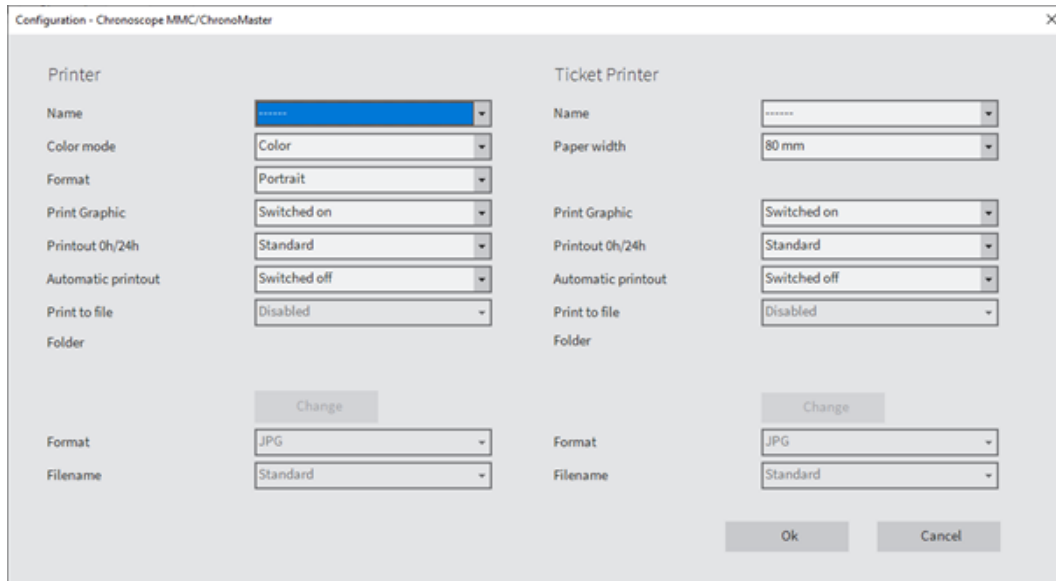 Configuration - Chronoscope MMC/ChronoMaster
Printer
Name ------
Color mode Color
Format Portrait
Print Graphic Switched on
Printout 0h/24h Standard
Automatic printout Switched off
Print to file Disabled
Folder
Change
Format JPG
Filename Standard
Ticket Printer
Name ------
Paper width 80 mm
Print Graphic Switched on
Printout 0h/24h Standard
Automatic printout Switched off
Print to file Disabled
Folder
Change
Format JPG
Filename Standard
Ok Cancel